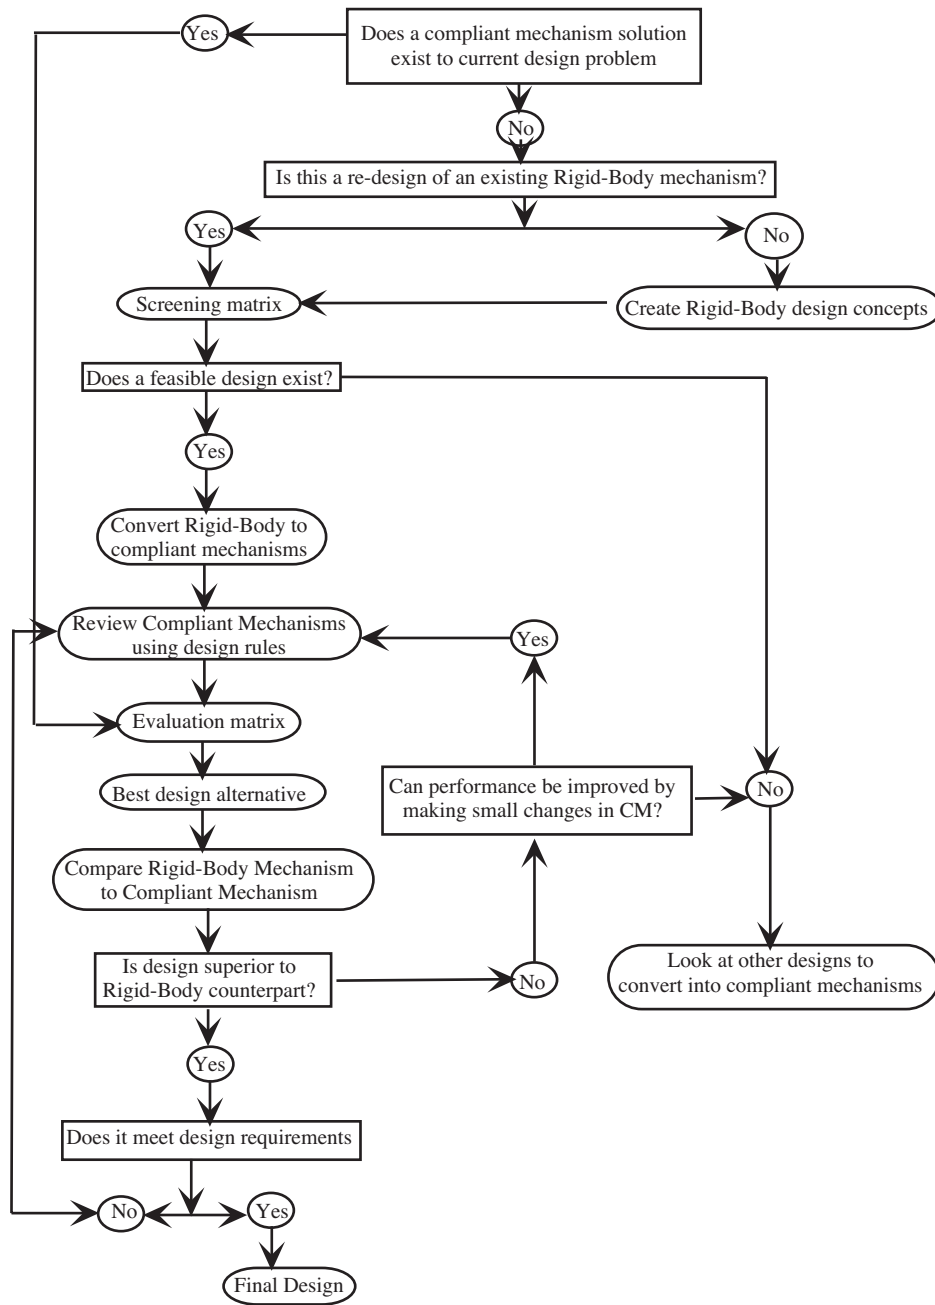 Yes
Does a compliant mechanism solution
exist to current design problem
No
Is this a re-design of an existing Rigid-Body mechanism?
Yes
No
Screening matrix
Create Rigid-Body design concepts
Does a feasible design exist?
Yes
Convert Rigid-Body to
compliant mechanisms
Review Compliant Mechanisms
using design rules
Yes
Evaluation matrix
Best design alternative
Can performance be improved by
making small changes in CM?
No
Compare Rigid-Body Mechanism
to Compliant Mechanism
Is design superior to
Rigid-Body counterpart?
No
Look at other designs to
convert into compliant mechanisms
Yes
Does it meet design requirements
No
Yes
Final Design